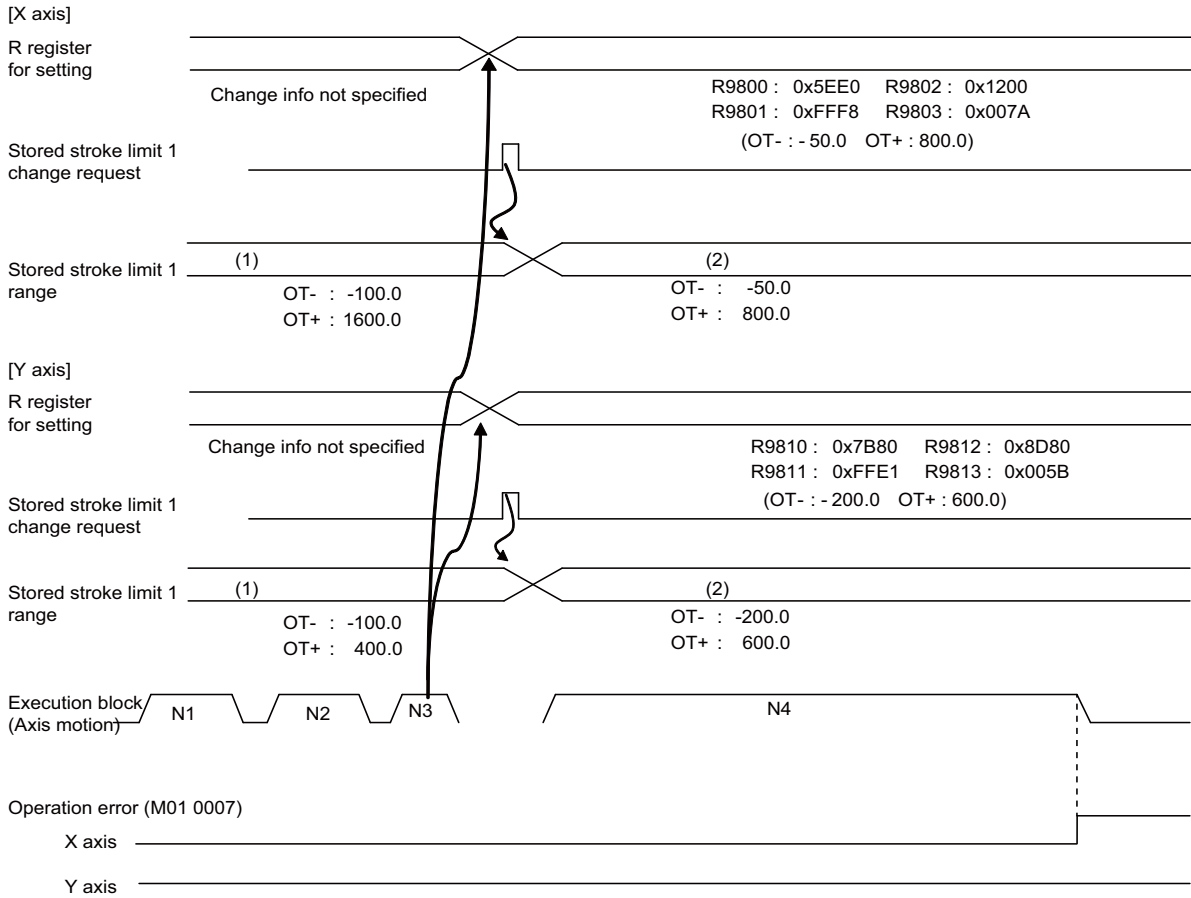 [X axis]
R register
for setting
Change info not specified
R9800 : 0x5EE0 R9802 : 0x1200
R9801 : 0xFFF8 R9803 : 0x007A
(OT- : - 50.0 OT+ : 800.0)
Stored stroke limit 1
change request
Stored stroke limit 1
range
(1)
OT- : -100.0
OT+ : 1600.0
(2)
OT- : -50.0
OT+ : 800.0
[Y axis]
R register
for setting
Change info not specified
R9810 : 0x7B80 R9812 : 0x8D80
R9811 : 0xFFE1 R9813 : 0x005B
(OT- : - 200.0 OT+ : 600.0)
Stored stroke limit 1
change request
Stored stroke limit 1
range
(1)
OT- : -100.0
OT+ : 400.0
(2)
OT- : -200.0
OT+ : 600.0
Execution block
(Axis motion)
N1 N2 N3 N4
Operation error (M01 0007)
X axis
Y axis